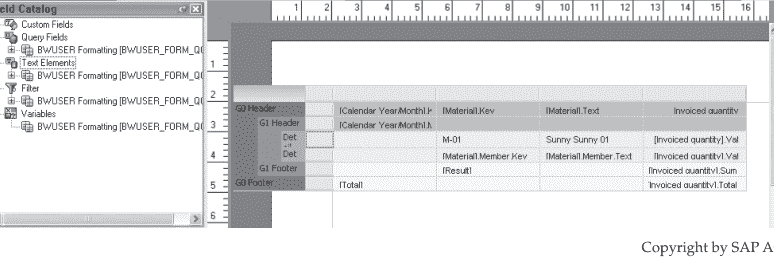 eld Catalog
Custom Fields
Query Fields
BWUSER Formatting [BWUSER_FORM_Q
Text Elements
BWUSER Formatting [BWUSER_FORM_Q
Filter
BWUSER Formatting [BWUSER_FORM_Q
Variables
BWUSER Formatting [BWUSER_FORM_Q
1 2 3 4 5 6 7 8 9 10 11 12 13 14 15 16
1
2
3
4
5
6
G0 Header [Calendar Year/Month].K [Material].Key [Material].Text Invoiced quantity
G1 Header [Calendar Year/Month].M
Det M-01 Sunny Sunny 01 [Invoiced quantity].Val
Det [Material].Member.Key [Material].Member.Text [Invoiced quantity].Val
G1 Footer [Result] [Invoiced quantity].Sum
G0 Footer [Total] [Invoiced quantity].Total
Copyright by SAP A